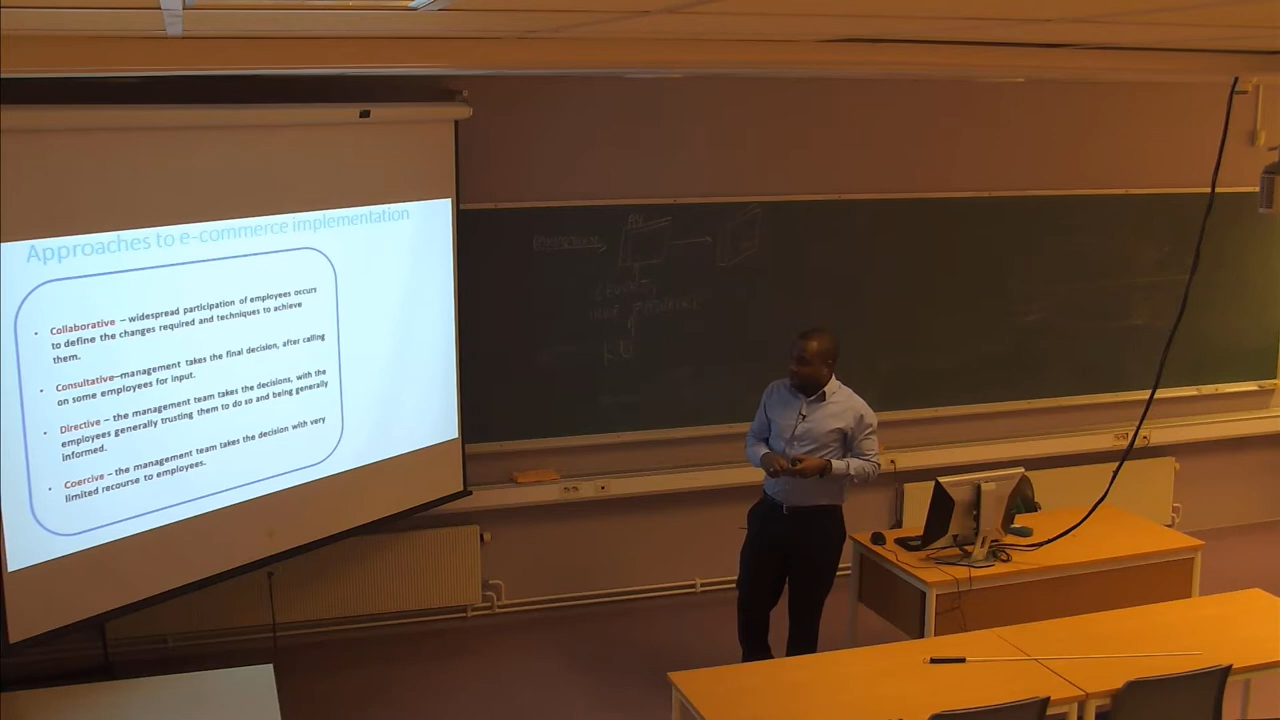 Approaches to e-commerce implementation
• Collaborative – widespread participation of employees occurs
to define the changes required and techniques to achieve
them.
• Consultative–management takes the final decision, after calling
on some employees for input.
• Directive – the management team takes the decisions, with the
employees generally trusting them to do so and being generally
informed.
• Coercive – the management team takes the decision with very
limited recourse to employees.